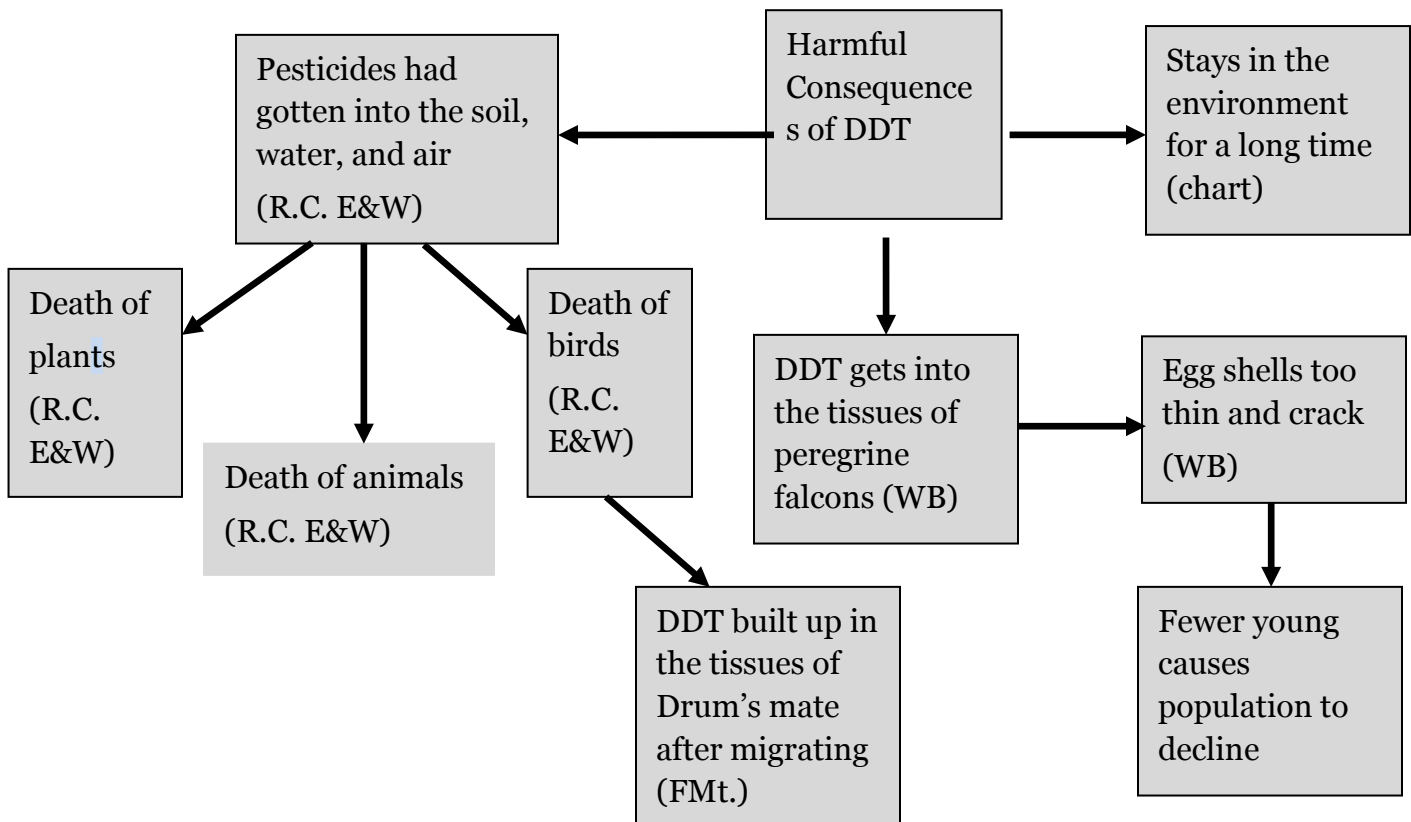 Harmful
Consequence
s of DDT
Pesticides had
gotten into the soil,
water, and air
(R.C. E&W)
Stays in the
environment
for a long time
(chart)
Death of
plants
(R.C.
E&W)
Death of animals
(R.C. E&W)
Death of
birds
(R.C.
E&W)
DDT built up in
the tissues of
Drum’s mate
after migrating
(FMt.)
DDT gets into
the tissues of
peregrine
falcons (WB)
Egg shells too
thin and crack
(WB)
Fewer young
causes
population to
decline